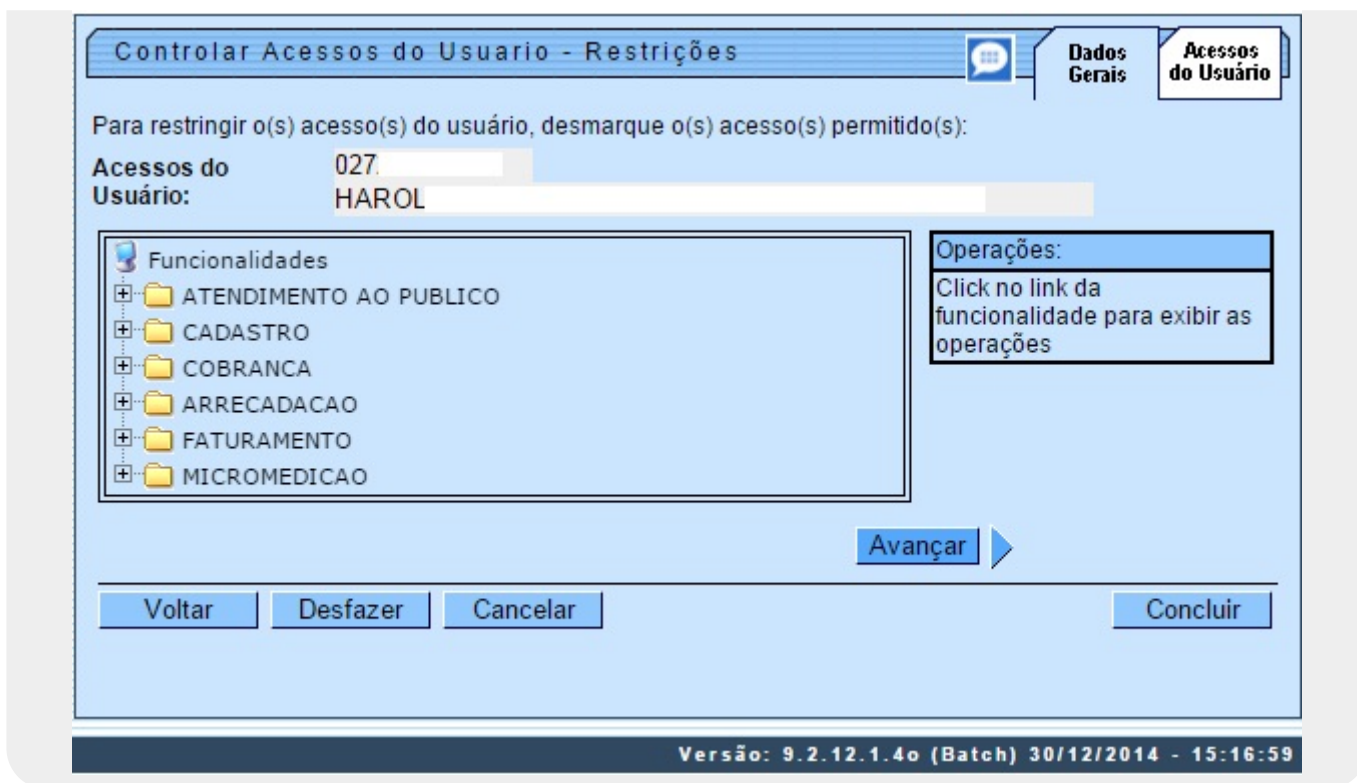 Controlar Acessos do Usuario - Restrições
Dados
Gerais
Acessos
do Usuário
Para restringir o(s) acesso(s) do usuário, desmarque o(s) acesso(s) permitido(s):
Acessos do
Usuário:
027
HAROL
Funcionalidades
ATENDIMENTO AO PUBLICO
CADASTRO
COBRANCA
ARRECADACAO
FATURAMENTO
MICROMEDICAO
Operações:
Click no link da
funcionalidade para exibir as
operações
Avançar
Voltar
Desfazer
Cancelar
Concluir
Versão: 9.2.12.1.4o (Batch) 30/12/2014 - 15:16:59